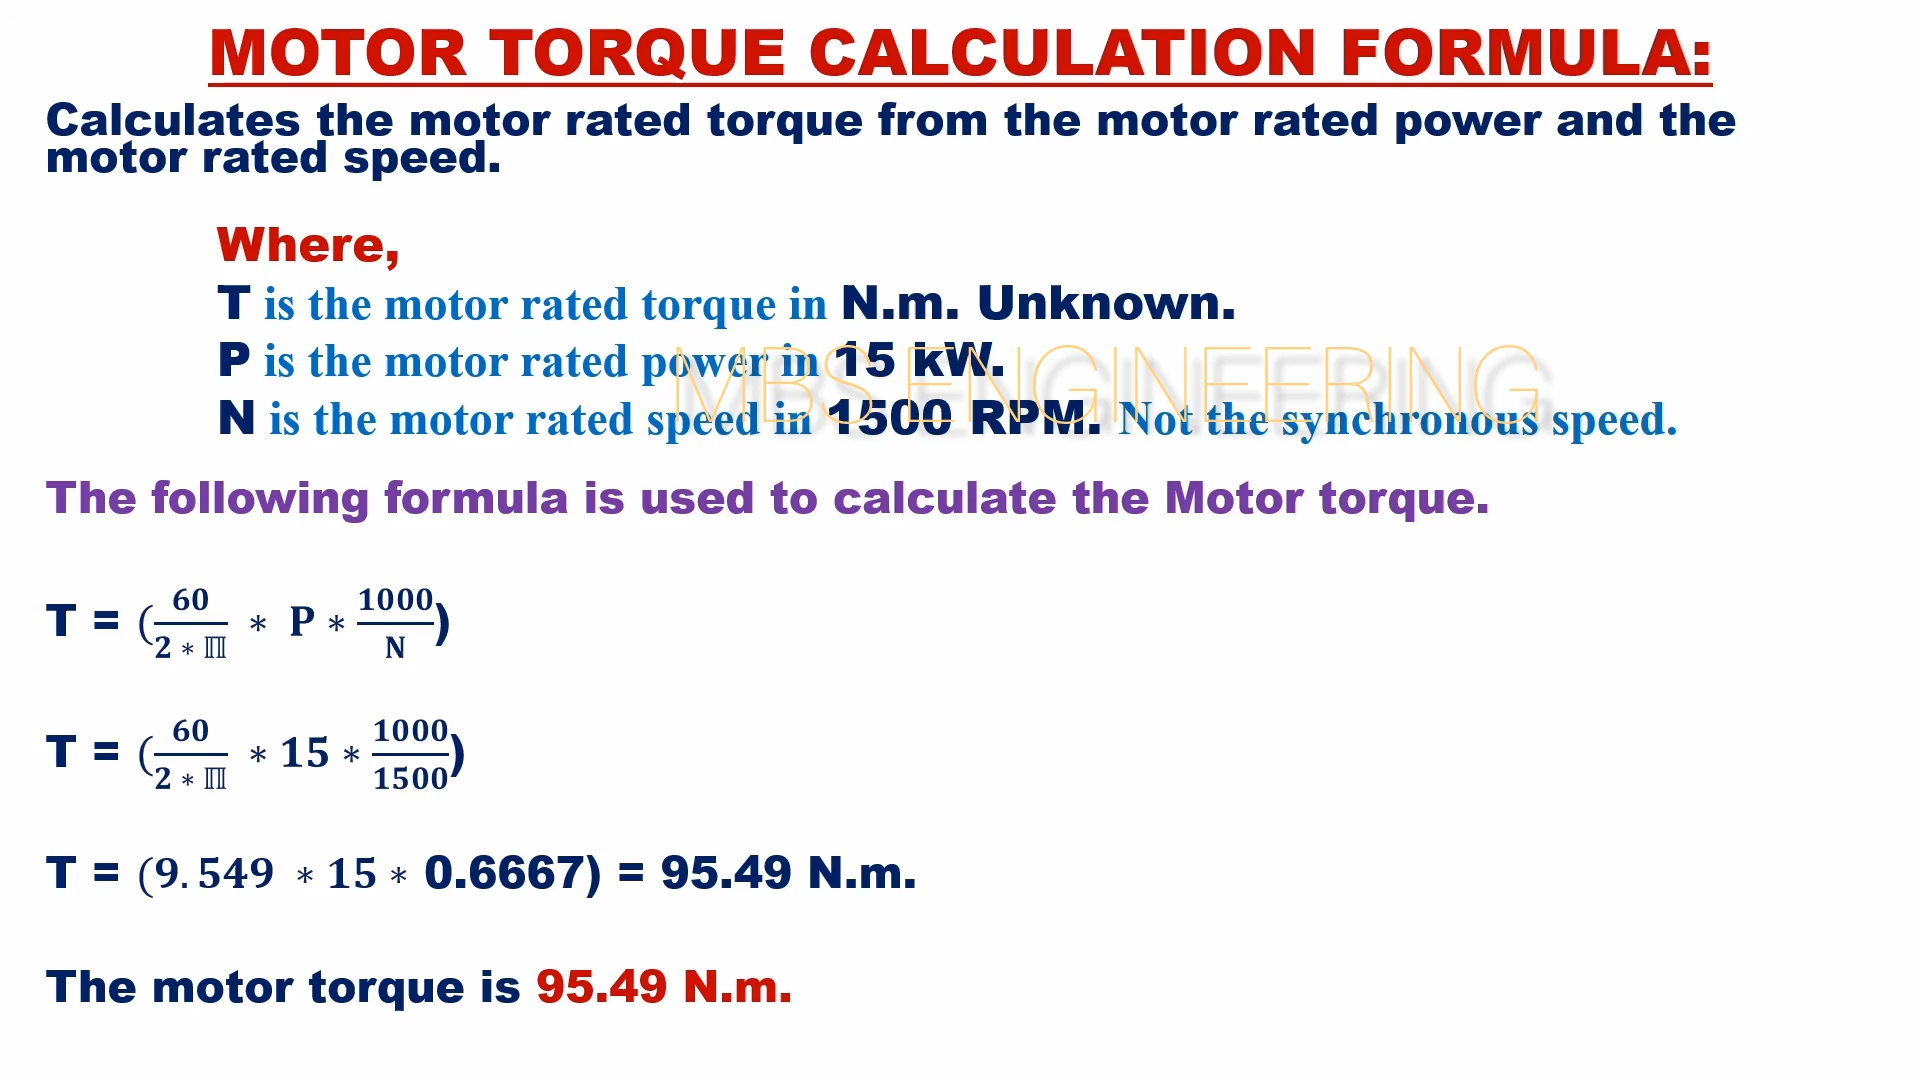 MOTOR TORQUE CALCULATION FORMULA:
Calculates the motor rated torque from the motor rated power and the
motor rated speed.
Where,
T is the motor rated torque in N.m. Unknown.
P is the motor rated power in 15 kW.
MBS ENGINEERING
N is the motor rated speed in 1500 RPM. Not the synchronous speed.
The following formula is used to calculate the Motor torque.
T = (60/2 * ℿ * P * 1000/N)
T = (60/2 * ℿ * 15 * 1000/1500)
T = (9.549 * 15 * 0.6667) = 95.49 N.m.
The motor torque is 95.49 N.m.